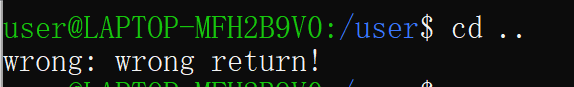 user@LAPTOP-MFH2B9V0:/user$ cd ..
wrong: wrong return!